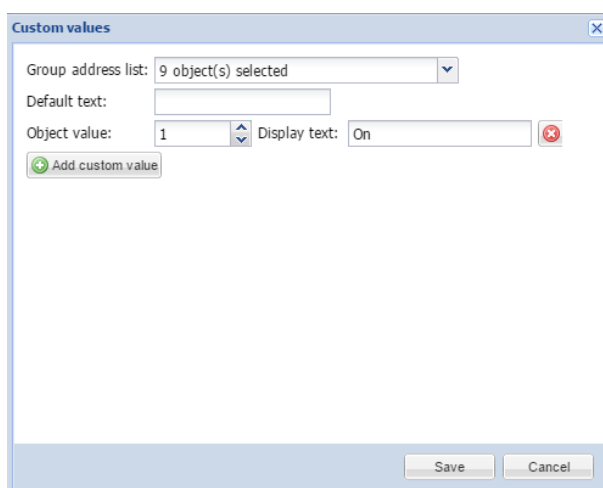 Custom values
Group address list: 9 object(s) selected
Default text:
Object value: 1 Display text: On
Add custom value
Save Cancel